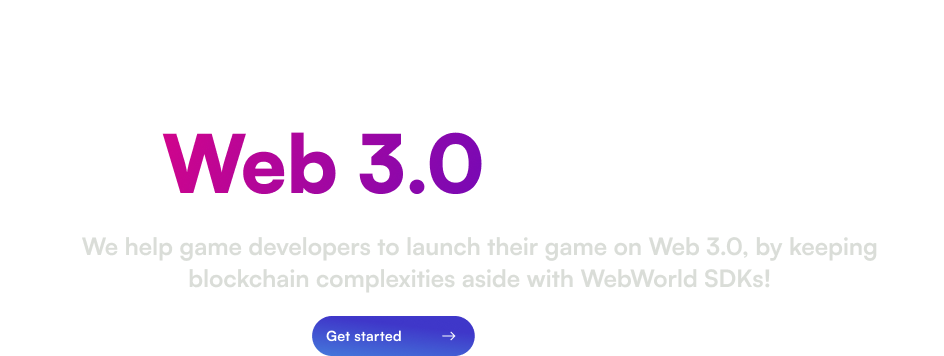 Web 3.0
We help game developers to launch their game on Web 3.0, by keeping
blockchain complexities aside with WebWorld SDKs!
Get started